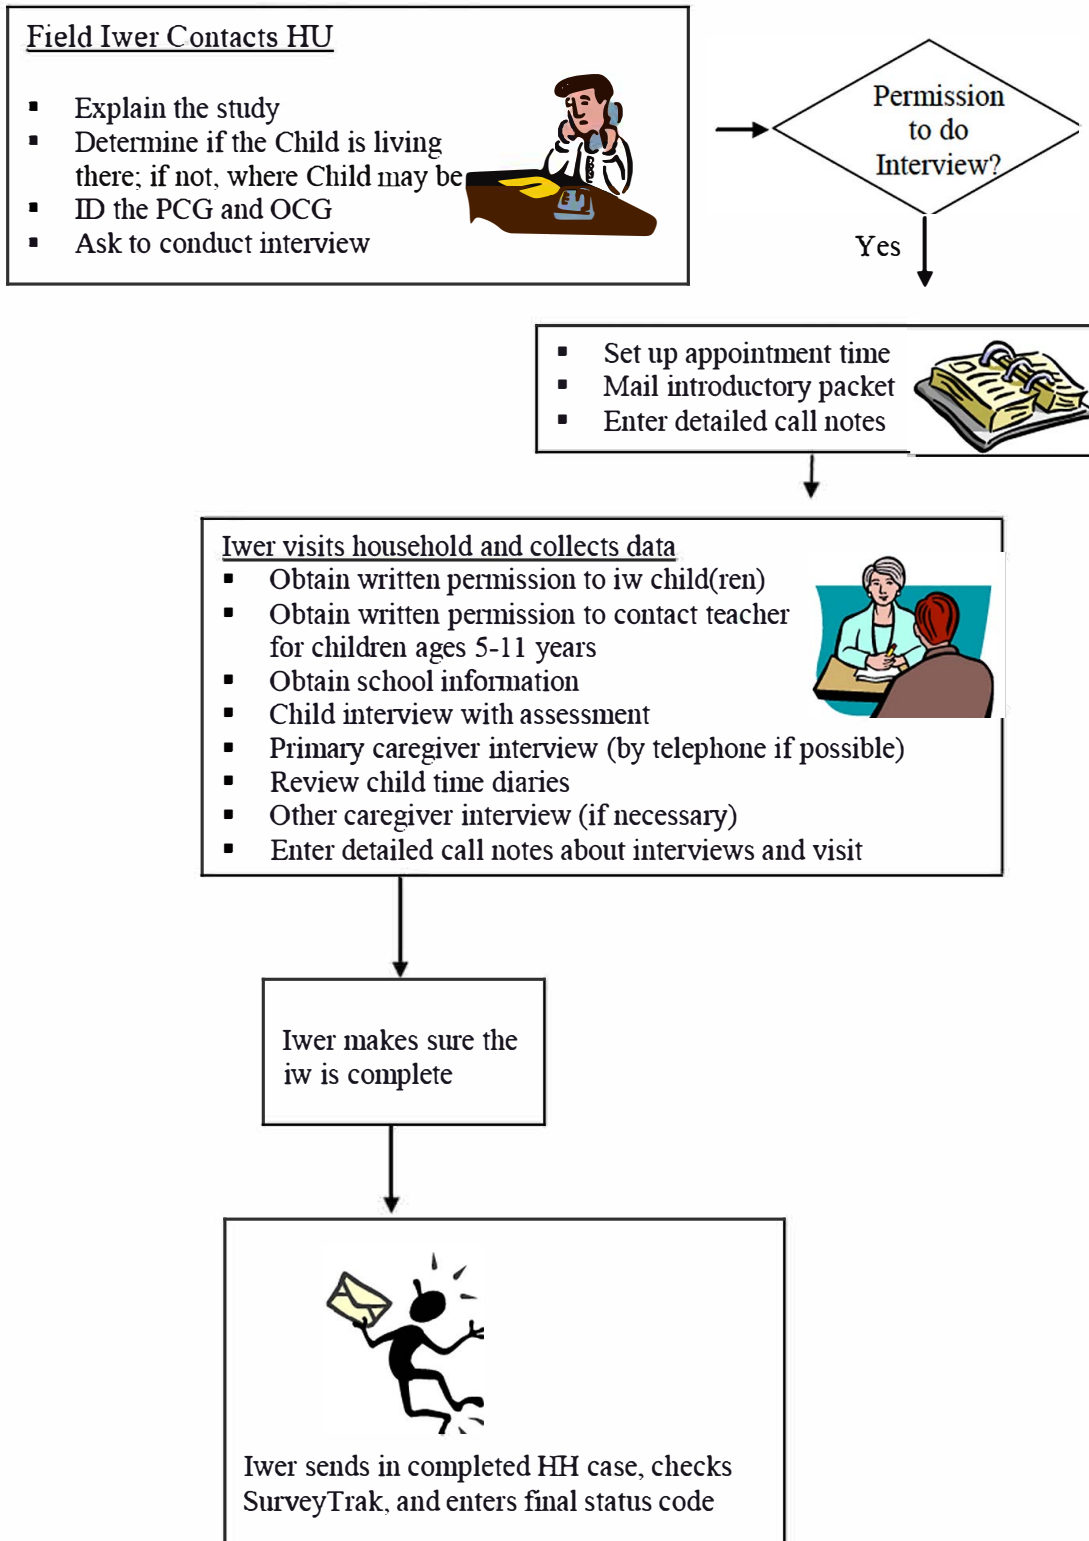 Field Iwer Contacts HU
▪ Explain the study
▪ Determine if the Child is living
there; if not, where Child may be
▪ ID the PCG and OCG
▪ Ask to conduct interview
Permission
to do
Interview?
Yes
▪ Set up appointment time
▪ Mail introductory packet
▪ Enter detailed call notes
Iwer visits household and collects data
▪ Obtain written permission to iw child(ren)
▪ Obtain written permission to contact teacher
for children ages 5-11 years
▪ Obtain school information
▪ Child interview with assessment
▪ Primary caregiver interview (by telephone if possible)
▪ Review child time diaries
▪ Other caregiver interview (if necessary)
▪ Enter detailed call notes about interviews and visit
Iwer makes sure the
iw is complete
Iwer sends in completed HH case, checks
SurveyTrak, and enters final status code